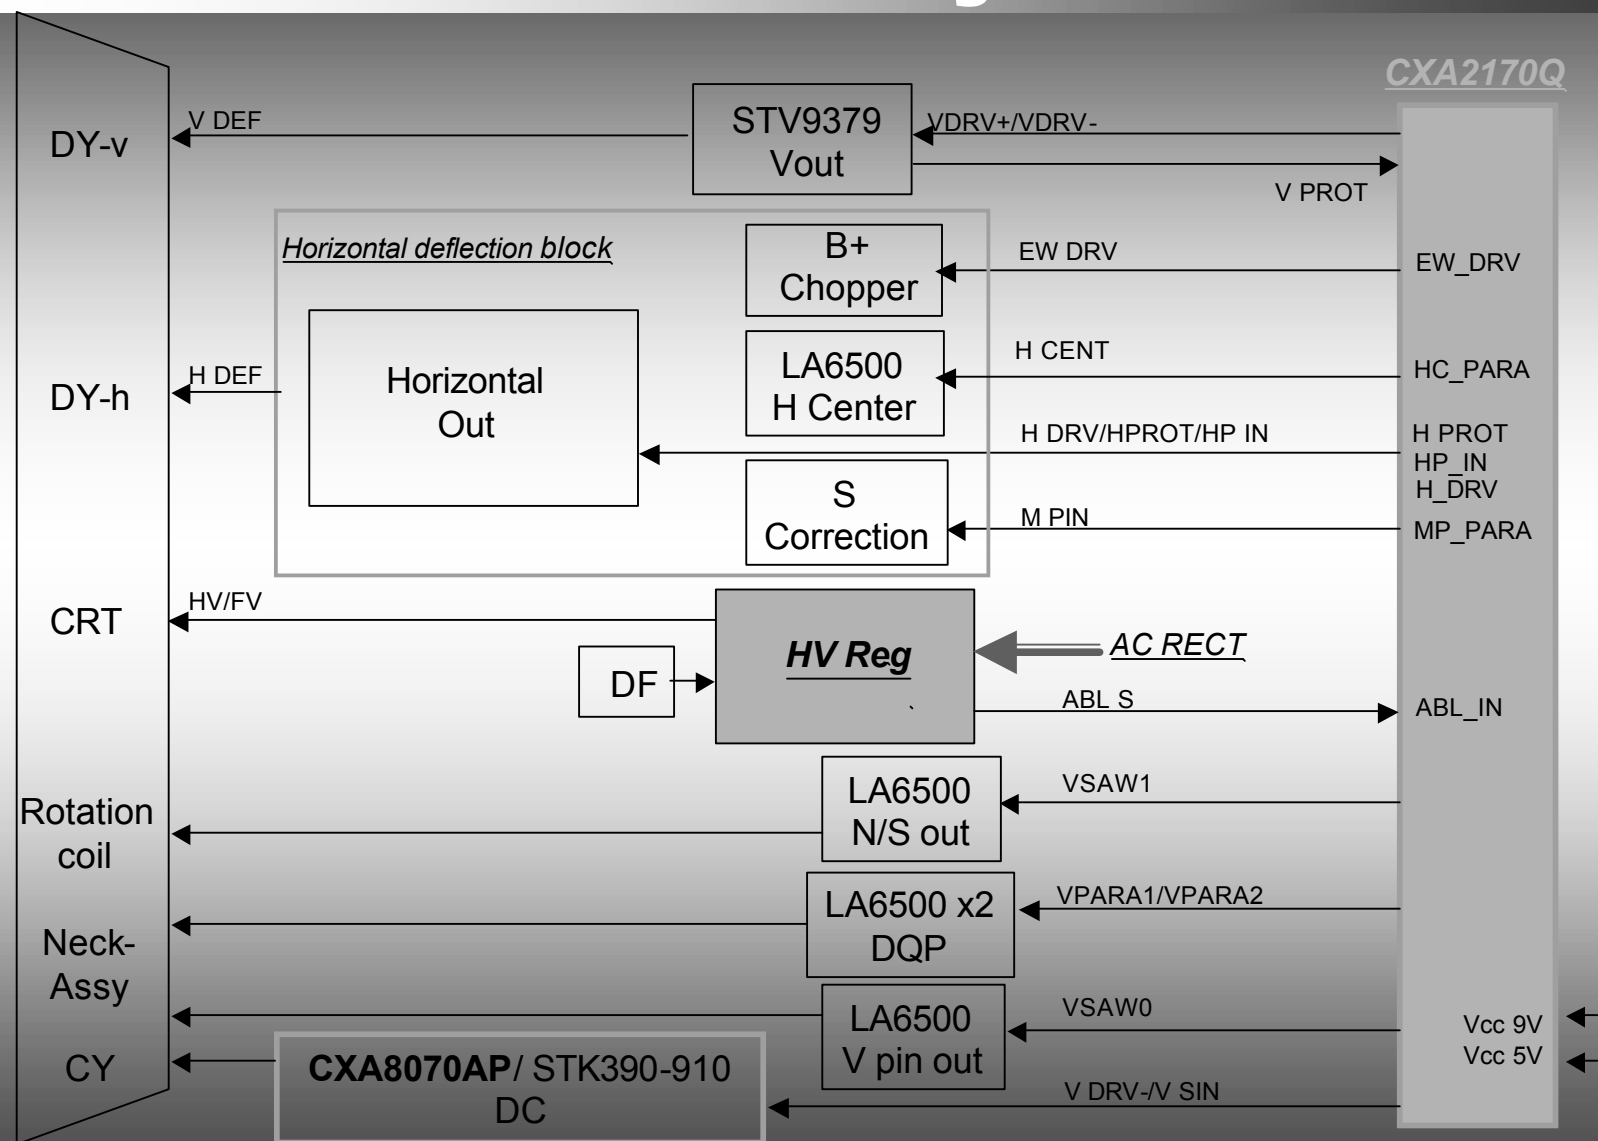 CXA2170Q
DY-v
V DEF
STV9379
Vout
VDRV+/VDRV-
V PROT
Horizontal deflection block
B+
Chopper
EW DRV
EW_DRV
DY-h
H DEF
Horizontal
Out
LA6500
H Center
H CENT
HC_PARA
H DRV/HPROT/HP IN
H PROT
HP_IN
H_DRV
S
Correction
M PIN
MP_PARA
CRT
HV/FV
HV Reg
AC RECT
DF
ABL S
ABL_IN
Rotation
coil
LA6500
N/S out
VSAW1
Neck-
Assy
LA6500 x2
DQP
VPARA1/VPARA2
LA6500
V pin out
VSAW0
Vcc 9V
Vcc 5V
CY
CXA8070AP/ STK390-910
DC
V DRV-/V SIN